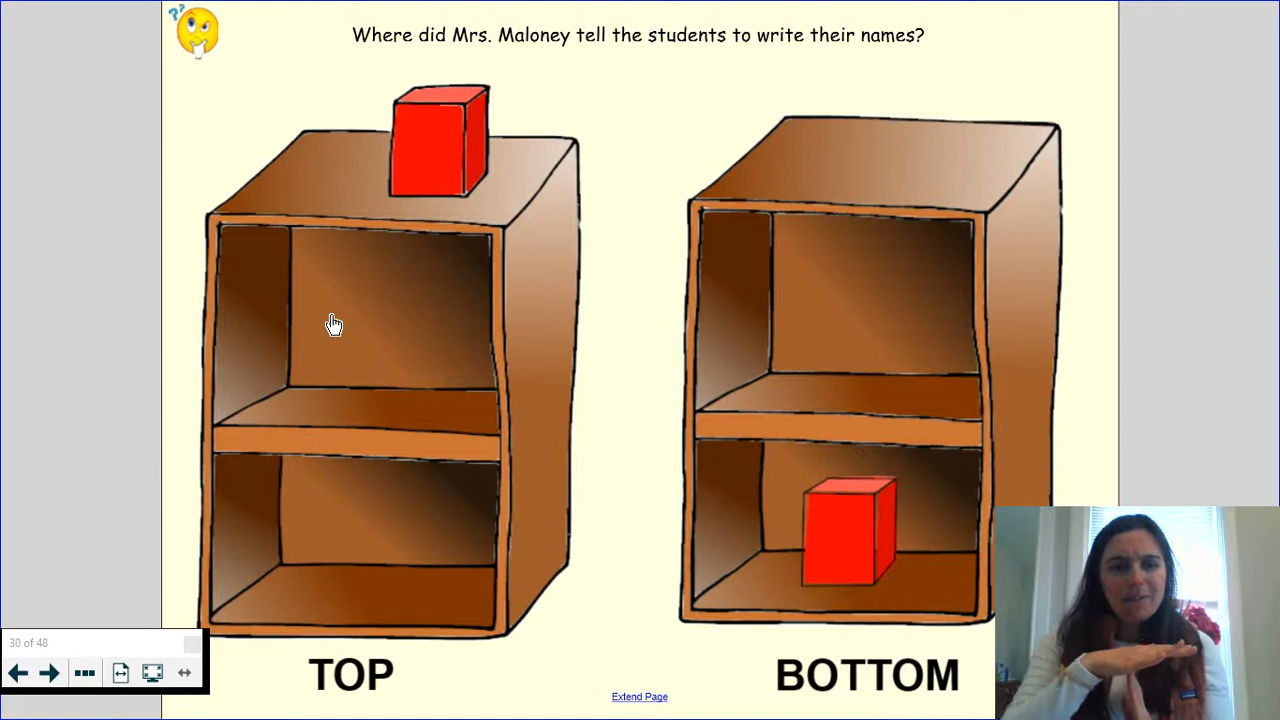 Where did Mrs. Maloney tell the students to write their names?
TOP
BOTTOM
30 of 48
Extend Page